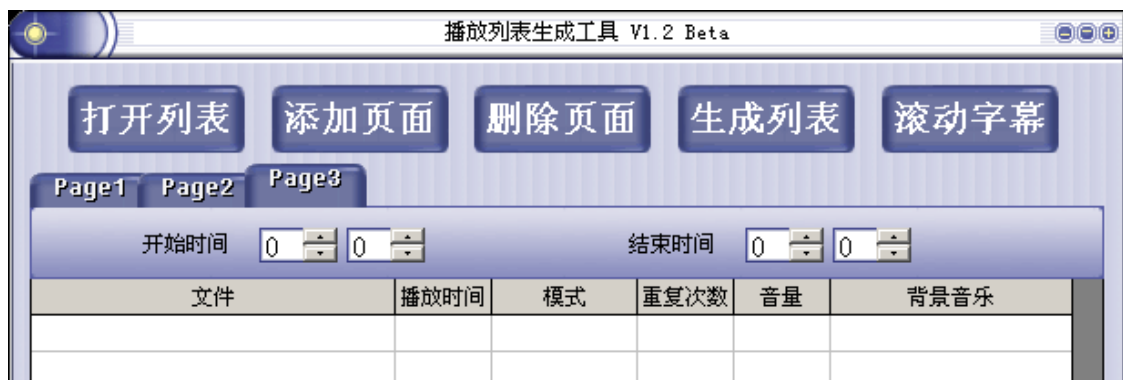 播放列表生成工具 V1.2 Beta
打开列表 添加页面 删除页面 生成列表 滚动字幕
Page1 Page2 Page3
开始时间 0 0 结束时间 0 0
文件 播放时间 模式 重复次数 音量 背景音乐